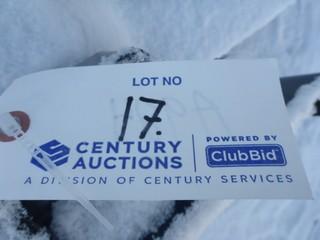 LOT NO
17.
CENTURY
AUCTIONS
POWERED BY
ClubBid
A DIVISION OF CENTURY SERVICES